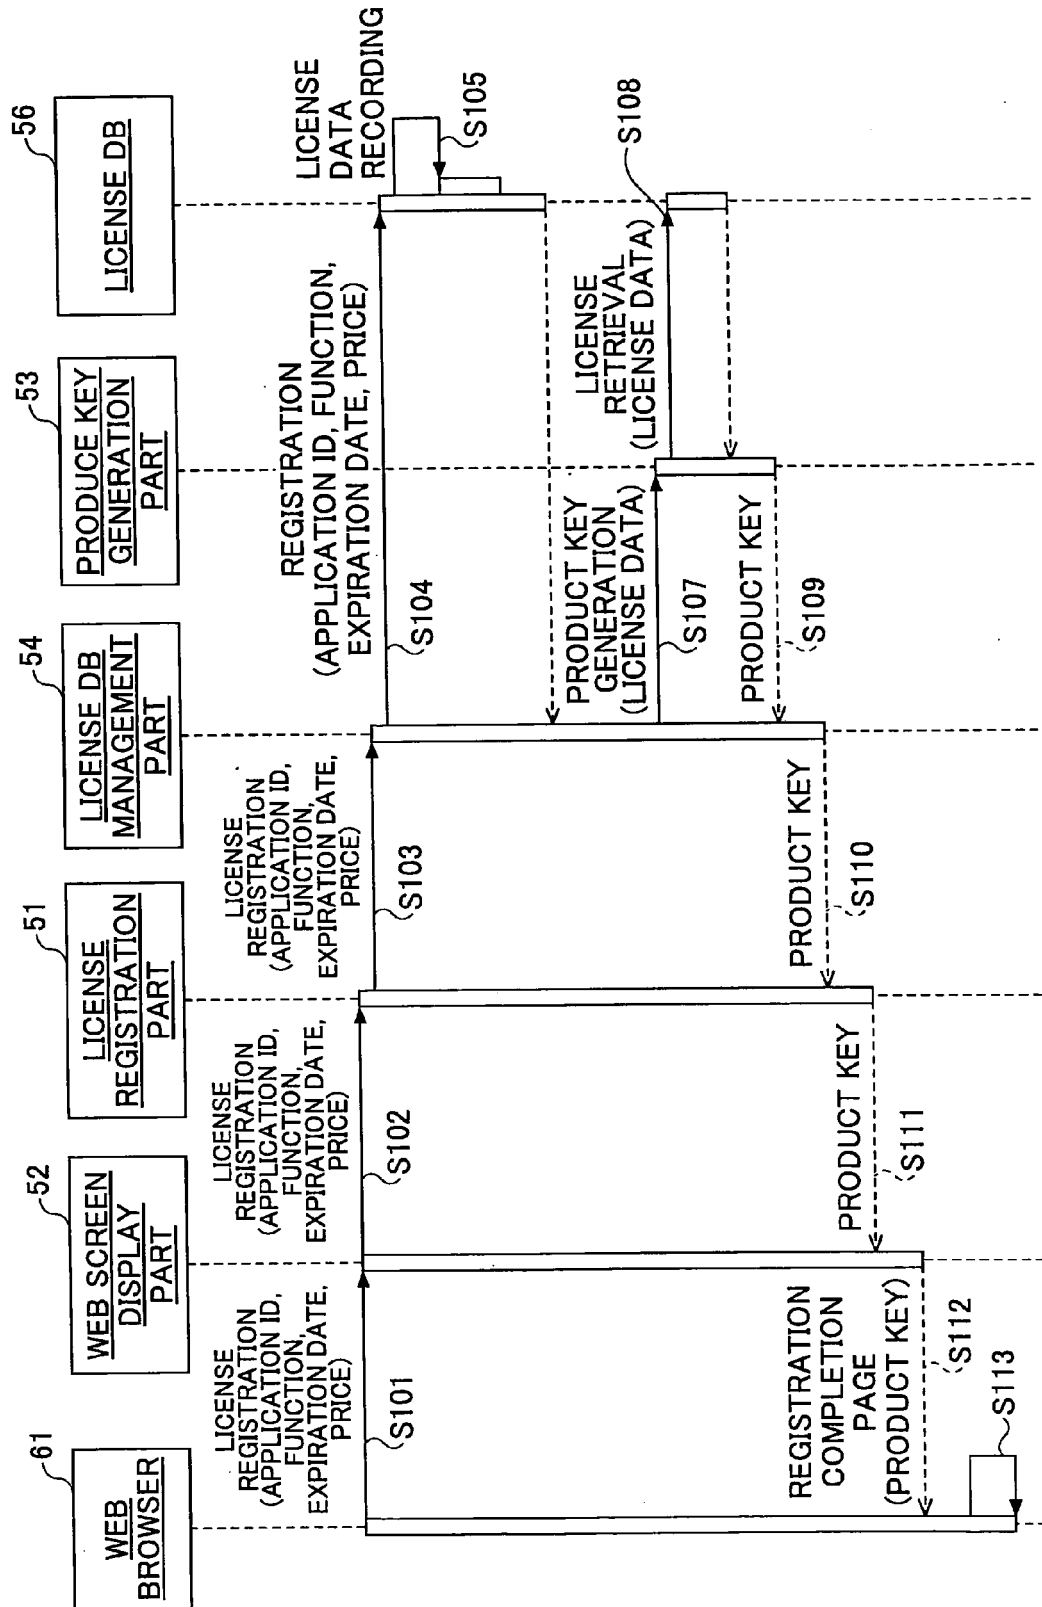 61
WEB
BROWSER
52
WEB SCREEN
DISPLAY
PART
51
LICENSE
REGISTRATION
PART
54
LICENSE DB
MANAGEMENT
PART
53
PRODUCE KEY
GENERATION
PART
56
LICENSE DB
LICENSE
REGISTRATION
(APPLICATION ID,
FUNCTION,
EXPIRATION DATE,
PRICE)
S101
LICENSE
REGISTRATION
(APPLICATION ID,
FUNCTION,
EXPIRATION DATE,
PRICE)
S102
LICENSE
REGISTRATION
(APPLICATION ID,
FUNCTION,
EXPIRATION DATE,
PRICE)
S103
REGISTRATION
(APPLICATION ID, FUNCTION,
EXPIRATION DATE, PRICE)
S104
LICENSE
DATA
RECORDING
S105
PRODUCT KEY
GENERATION
(LICENSE DATA)
S107
LICENSE
RETRIEVAL
(LICENSE DATA)
S108
PRODUCT KEY
S109
PRODUCT KEY
S110
PRODUCT KEY
S111
REGISTRATION
COMPLETION
PAGE
(PRODUCT KEY)
S112
S113